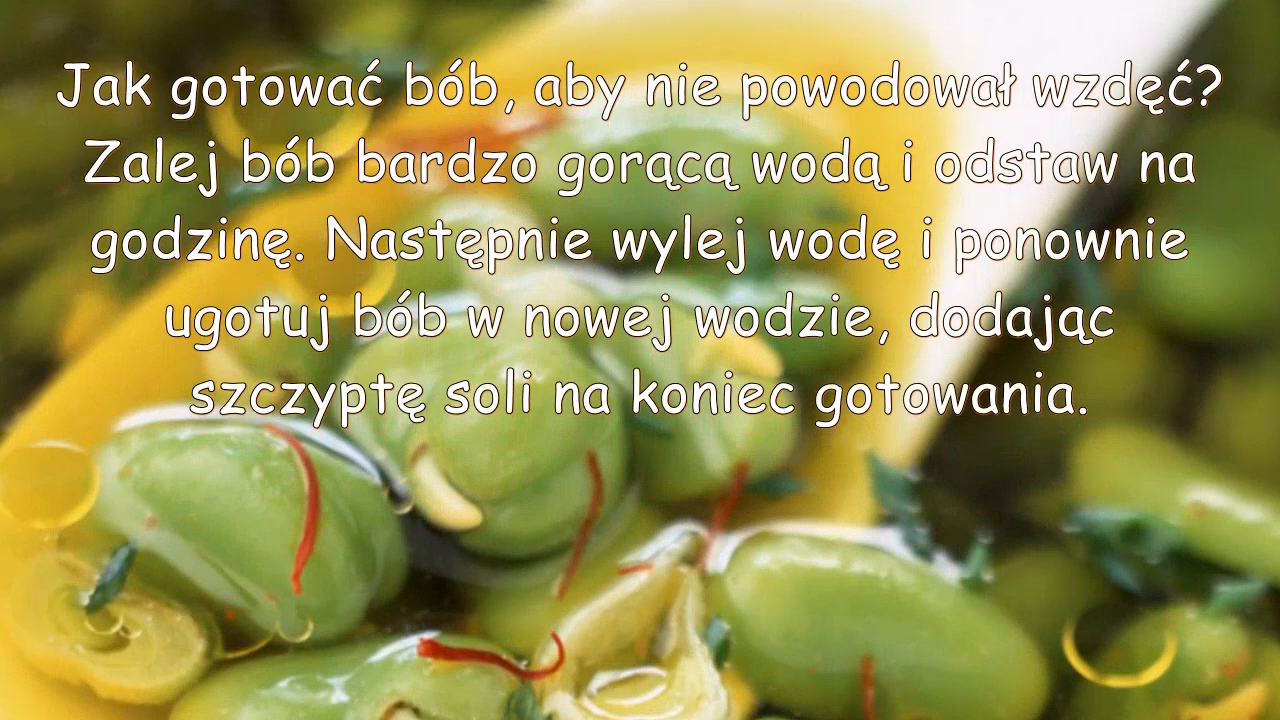 Jak gotować bób, aby nie powodował wzdęć?
Zalej bób bardzo gorącą wodą i odstaw na
godzinę. Następnie wylej wodę i ponownie
ugotuj bób w nowej wodzie, dodając
szczyptę soli na koniec gotowania.